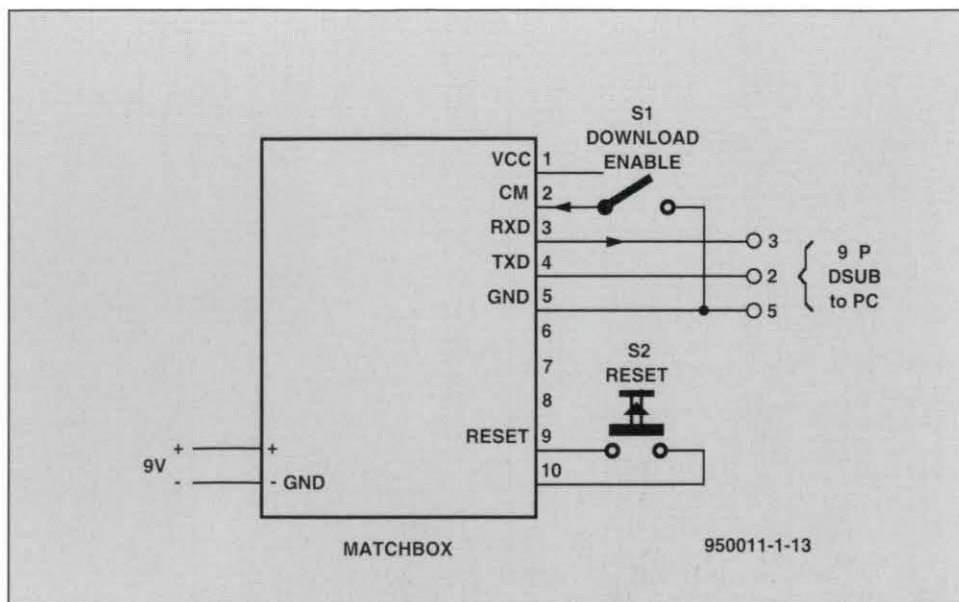 S1
DOWNLOAD
ENABLE
VCC 1
CM 2
RXD 3
3
TXD 4
2
GND 5
5
9 P
DSUB
to PC
6
7
8
S2
RESET
RESET 9
10
9V
+ +
- - GND
MATCHBOX
950011-1-13